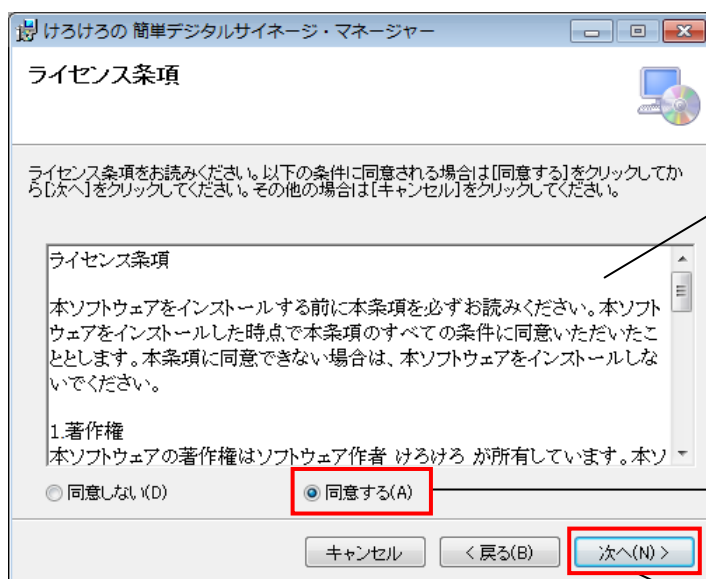 けろけろの 簡単デジタルサイネージ・マネージャー
ライセンス条項
ライセンス条項をお読みください。以下の条件に同意される場合は[同意する]をクリックしてか
ら[次へ]をクリックしてください。その他の場合は[キャンセル]をクリックしてください。
ライセンス条項
本ソフトウェアをインストールする前に本条項を必ずお読みください。本ソフト
ウェアをインストールした時点で本条項のすべての条件に同意いただいたこ
ととします。本条項に同意できない場合は、本ソフトウェアをインストールしな
いでください。
1.著作権
本ソフトウェアの著作権はソフトウェア作者 けろけろ が所有しています。本ソ
同意しない(D)
同意する(A)
キャンセル
< 戻る(B)
次へ(N) >